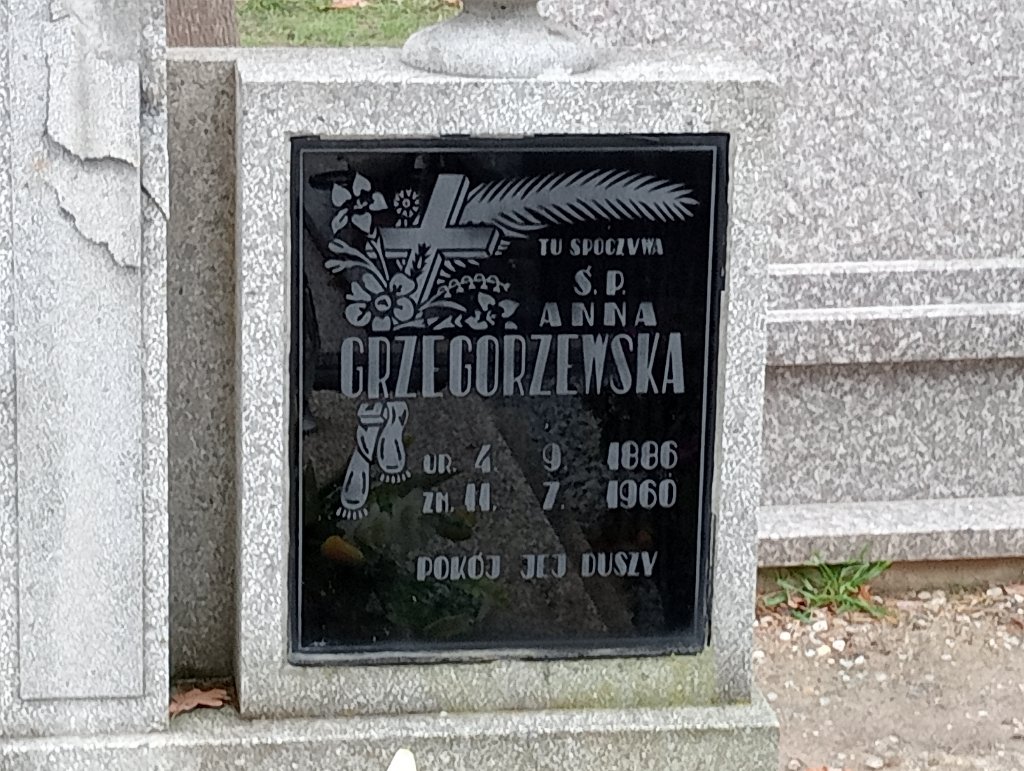 TU SPOCZYWA
Ś. P.
ANNA
GRZEGORZEWSKA
UR. 4. 9. 1886
ZM. 11. 7. 1960
POKÓJ JEJ DUSZY